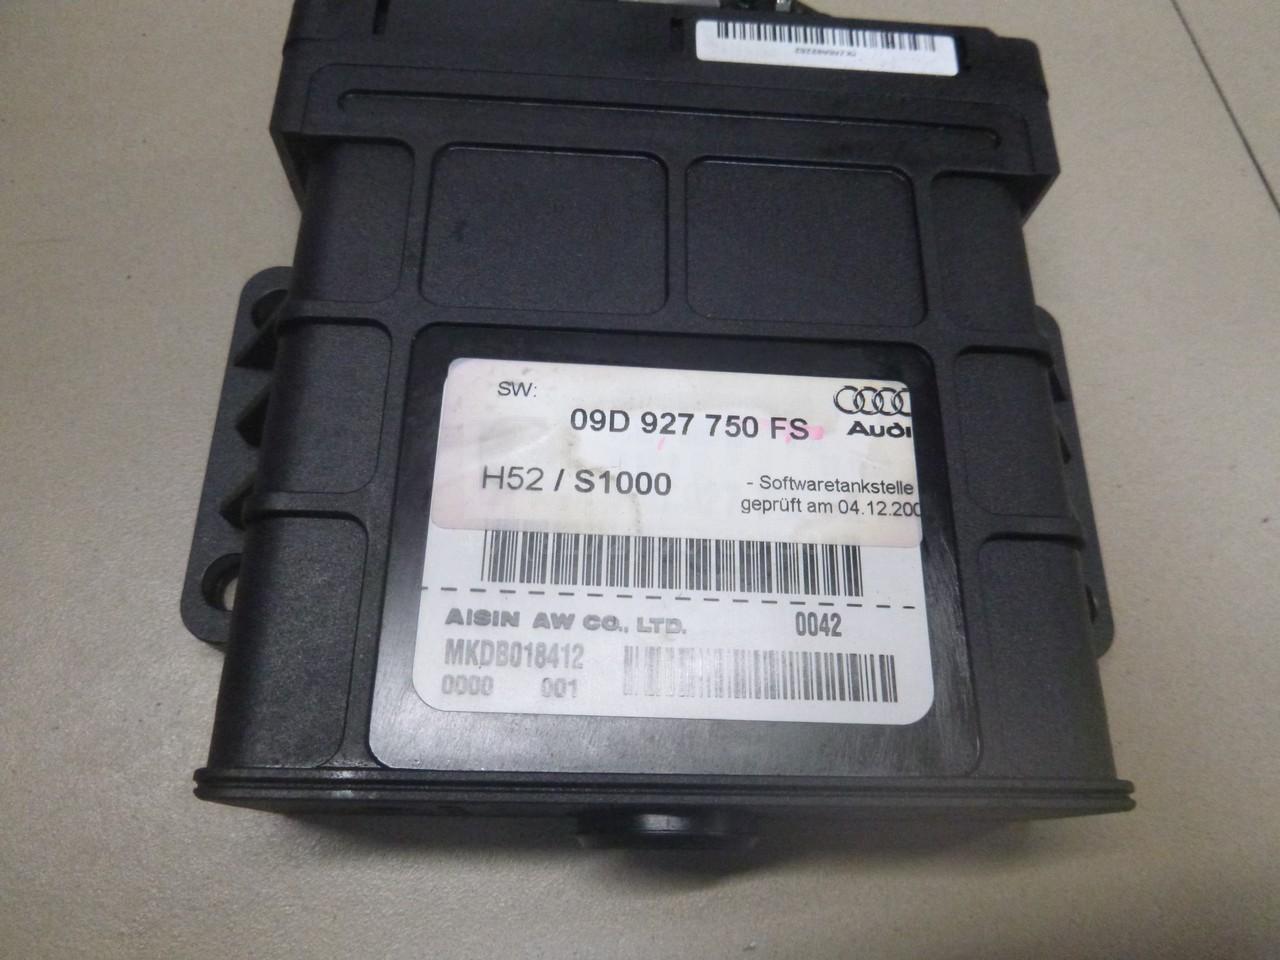 SW:
09D 927 750 FS
Audi
H52 / S1000
- Softwaretankstelle
geprüft am 04.12.200
AISIN AW CO., LTD.
0042
MKDB018412
0000 001